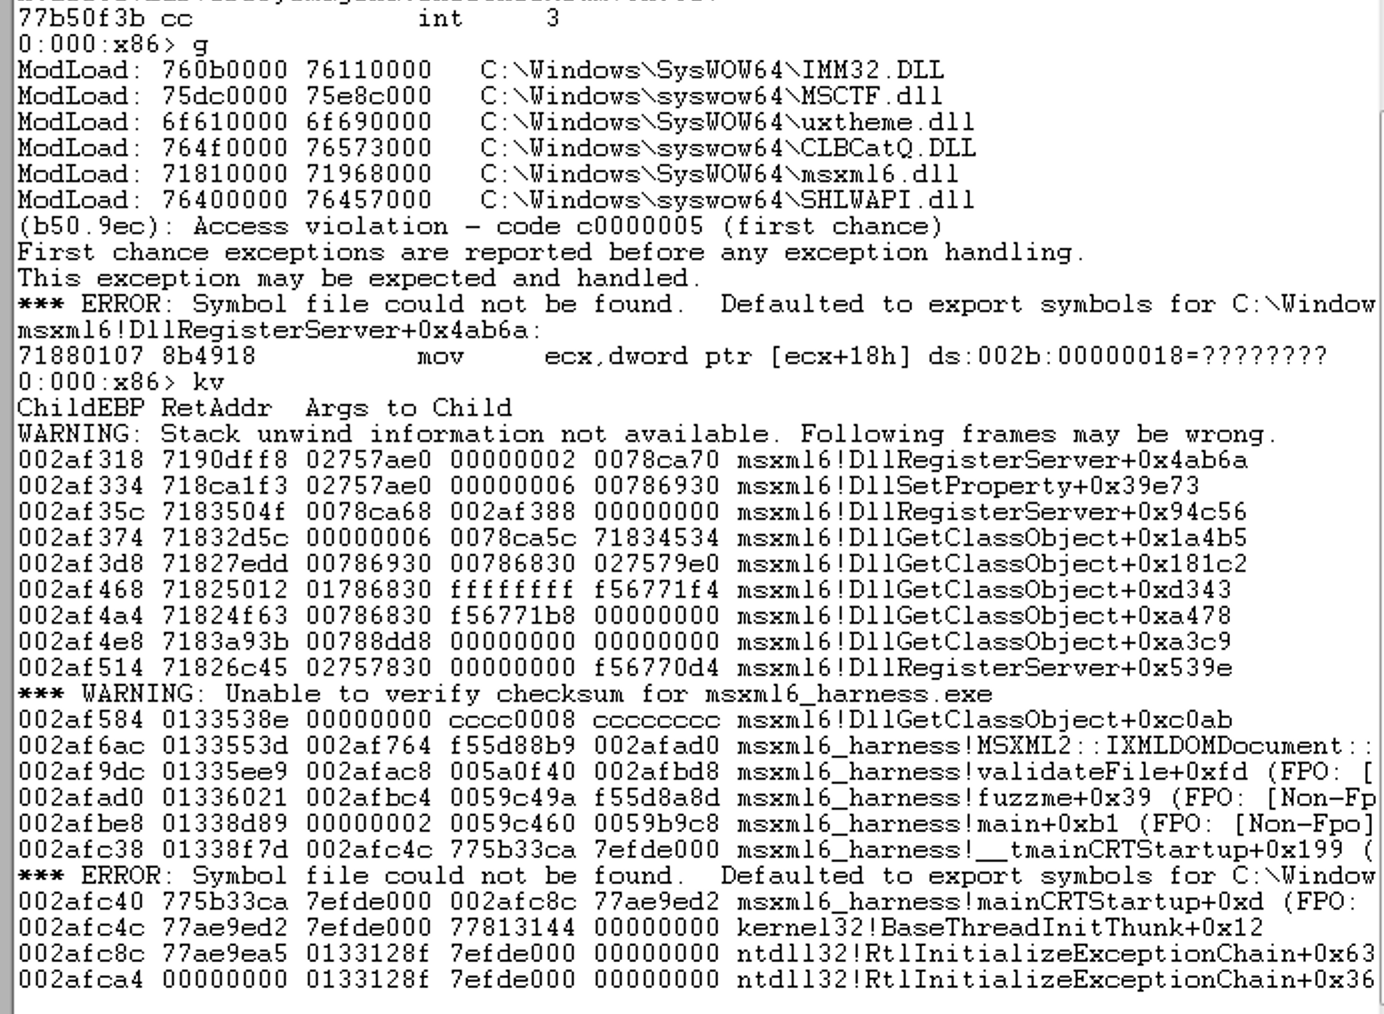 77b50f3b cc              int     3
0:000:x86> g
ModLoad: 760b0000 76110000   C:\Windows\SysWOW64\IMM32.DLL
ModLoad: 75dc0000 75e8c000   C:\Windows\syswow64\MSCTF.dll
ModLoad: 6f610000 6f690000   C:\Windows\SysWOW64\uxtheme.dll
ModLoad: 764f0000 76573000   C:\Windows\syswow64\CLBCatQ.DLL
ModLoad: 71810000 71968000   C:\Windows\SysWOW64\msxml6.dll
ModLoad: 76400000 76457000   C:\Windows\syswow64\SHLWAPI.dll
(b50.9ec): Access violation - code c0000005 (first chance)
First chance exceptions are reported before any exception handling.
This exception may be expected and handled.
*** ERROR: Symbol file could not be found.  Defaulted to export symbols for C:\Window
msxml6!DllRegisterServer+0x4ab6a:
71880107 8b4918          mov     ecx,dword ptr [ecx+18h] ds:002b:00000018=????????
0:000:x86> kv
ChildEBP RetAddr  Args to Child
WARNING: Stack unwind information not available. Following frames may be wrong.
002af318 7190dff8 02757ae0 00000002 0078ca70 msxml6!DllRegisterServer+0x4ab6a
002af334 718ca1f3 02757ae0 00000006 00786930 msxml6!DllSetProperty+0x39e73
002af35c 7183504f 0078ca68 002af388 00000000 msxml6!DllRegisterServer+0x94c56
002af374 71832d5c 00000006 0078ca5c 71834534 msxml6!DllGetClassObject+0x1a4b5
002af3d8 71827edd 00786930 00786830 027579e0 msxml6!DllGetClassObject+0x181c2
002af468 71825012 01786830 ffffffff f56771f4 msxml6!DllGetClassObject+0xd343
002af4a4 71824f63 00786830 f56771b8 00000000 msxml6!DllGetClassObject+0xa478
002af4e8 7183a93b 00788dd8 00000000 00000000 msxml6!DllGetClassObject+0xa3c9
002af514 71826c45 02757830 00000000 f56770d4 msxml6!DllRegisterServer+0x539e
*** WARNING: Unable to verify checksum for msxml6_harness.exe
002af584 0133538e 00000000 cccc0008 cccccccc msxml6!DllGetClassObject+0xc0ab
002af6ac 0133553d 002af764 f55d88b9 002afad0 msxml6_harness!MSXML2::IXMLDOMDocument::
002af9dc 01335ee9 002afac8 005a0f40 002afbd8 msxml6_harness!validateFile+0xfd (FPO: [
002afad0 01336021 002afbc4 0059c49a f55d8a8d msxml6_harness!fuzzme+0x39 (FPO: [Non-Fp
002afbe8 01338d89 00000002 0059c460 0059b9c8 msxml6_harness!main+0xb1 (FPO: [Non-Fpo]
002afc38 01338f7d 002afc4c 775b33ca 7efde000 msxml6_harness!__tmainCRTStartup+0x199 (
*** ERROR: Symbol file could not be found.  Defaulted to export symbols for C:\Window
002afc40 775b33ca 7efde000 002afc8c 77ae9ed2 msxml6_harness!mainCRTStartup+0xd (FPO:
002afc4c 77ae9ed2 7efde000 77813144 00000000 kernel32!BaseThreadInitThunk+0x12
002afc8c 77ae9ea5 0133128f 7efde000 00000000 ntdll32!RtlInitializeExceptionChain+0x63
002afca4 00000000 0133128f 7efde000 00000000 ntdll32!RtlInitializeExceptionChain+0x36